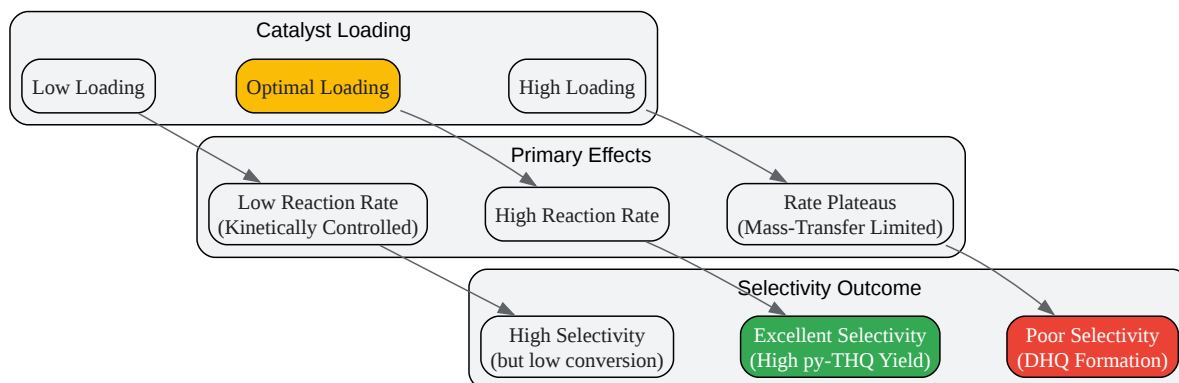 Catalyst Loading
Low Loading
Optimal Loading
High Loading
Primary Effects
Low Reaction Rate
(Kinetically Controlled)
High Reaction Rate
Rate Plateaus
(Mass-Transfer Limited)
Selectivity Outcome
High Selectivity
(but low conversion)
Excellent Selectivity
(High py-THQ Yield)
Poor Selectivity
(DHQ Formation)